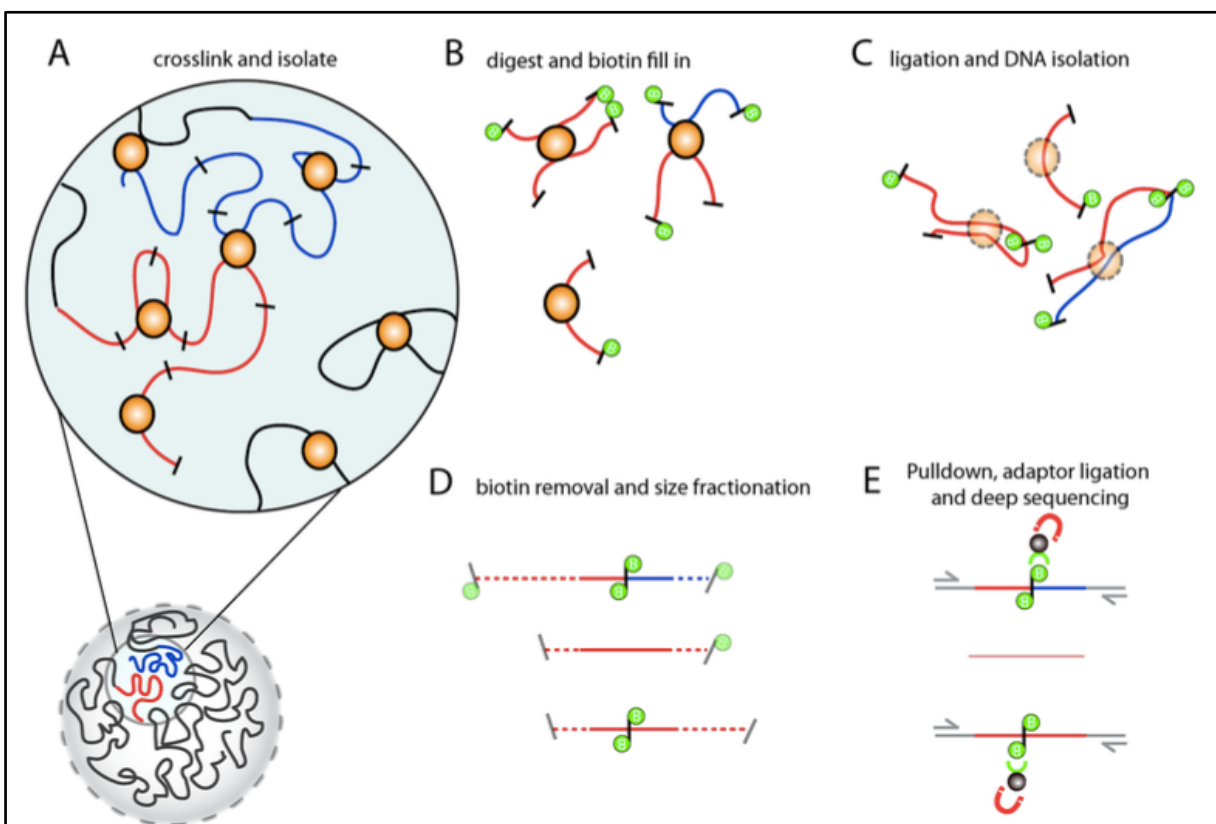 A
crosslink and isolate
B
digest and biotin fill in
B
B
B
B
B
B
B
C
ligation and DNA isolation
B
B
B
B
B
B
B
D
biotin removal and size fractionation
B
B
B
B
B
B
B
E
Pulldown, adaptor ligation
and deep sequencing
B
B
B
B